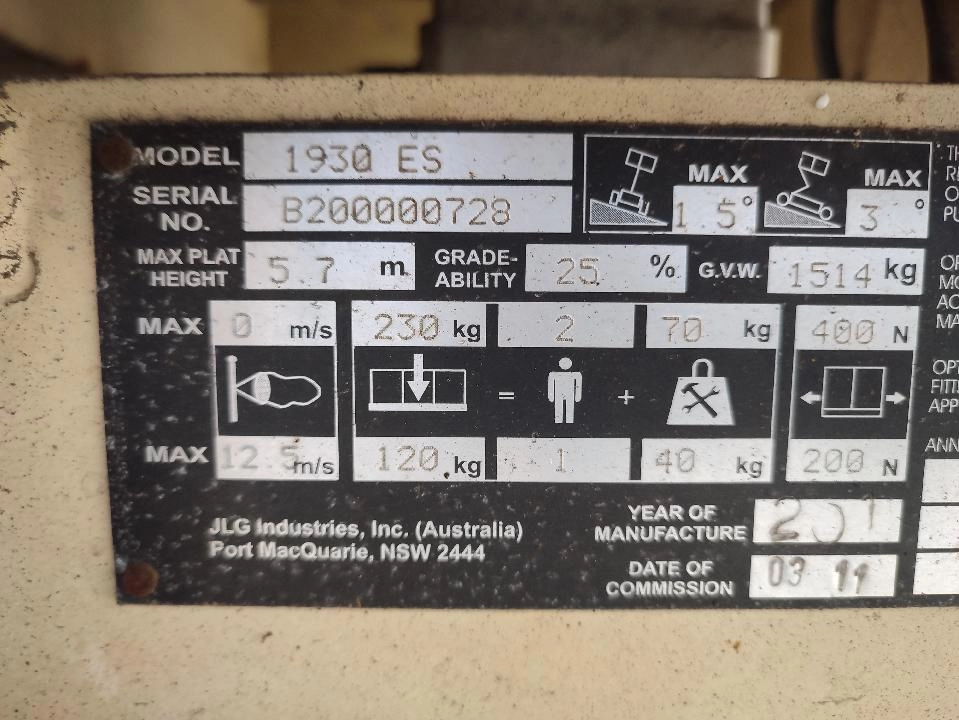 MODEL 1930 ES
SERIAL NO. B200000728
MAX 1.5°
MAX 3°
MAX PLAT HEIGHT 5.7 m
GRADE-ABILITY 25 %
G.V.W. 1514 kg
MAX 0 m/s 230 kg 2 70 kg 400 N
= +
MAX 12.5 m/s 120 kg 1 40 kg 200 N
JLG Industries, Inc. (Australia)
Port MacQuarie, NSW 2444
YEAR OF MANUFACTURE
DATE OF COMMISSION 03 11